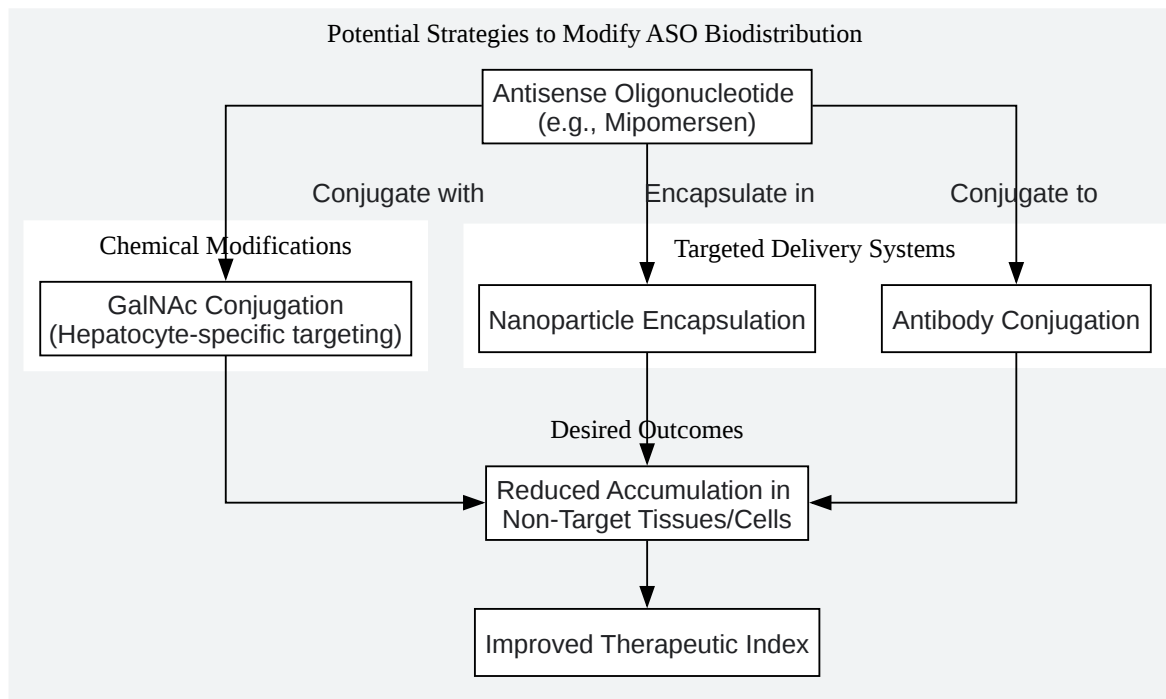 Potential Strategies to Modify ASO Biodistribution
Antisense Oligonucleotide
(e.g., Mipomersen)
Conjugate with
Encapsulate in
Conjugate to
Chemical Modifications
Targeted Delivery Systems
GalNAc Conjugation
(Hepatocyte-specific targeting)
Nanoparticle Encapsulation
Antibody Conjugation
Desired Outcomes
Reduced Accumulation in
Non-Target Tissues/Cells
Improved Therapeutic Index